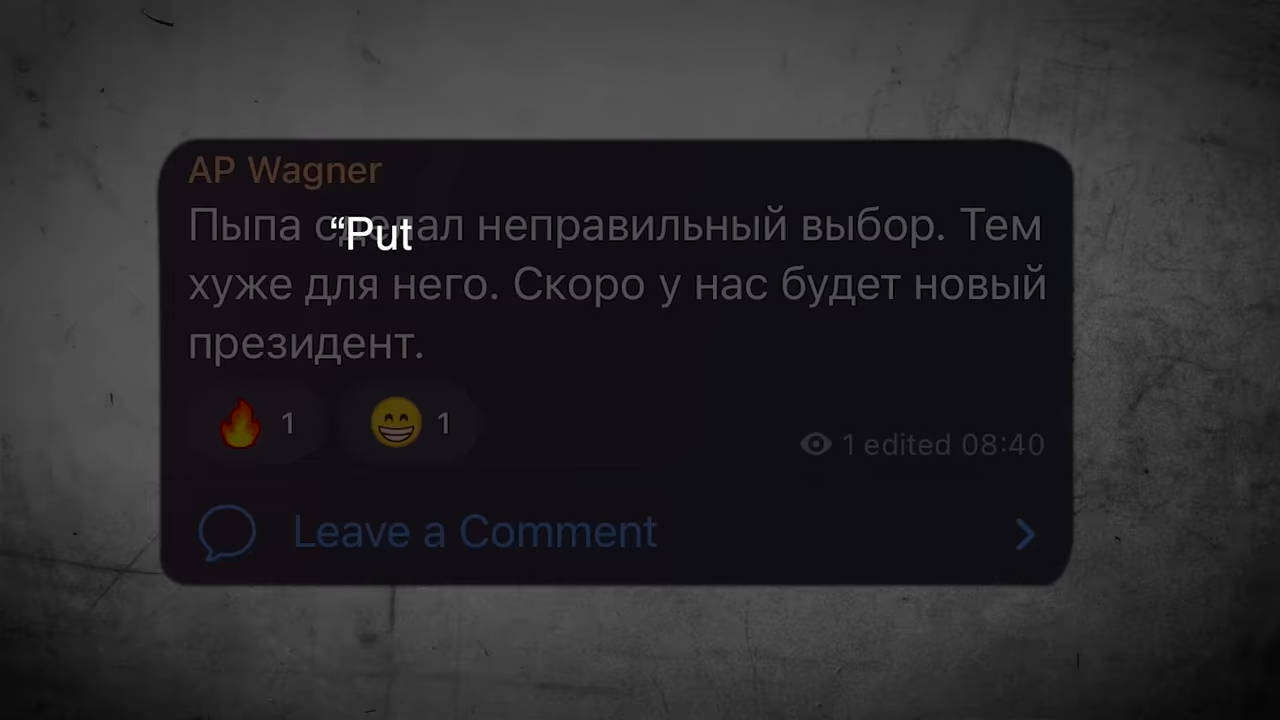 AP Wagner
Пыпа сделал неправильный выбор. Тем
“Put
хуже для него. Скоро у нас будет новый
президент.
1 1
1 edited 08:40
Leave a Comment